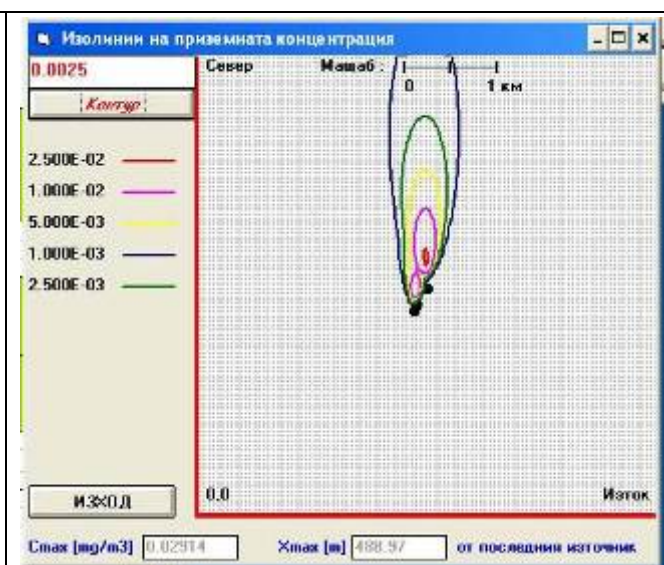 Изолинии на приземната концентрация
0.0025
Контур
Север
Мащаб :
0
1 км
2.500E-02
1.000E-02
5.000E-03
1.000E-03
2.500E-03
ИЗХОД
0.0
Изток
Cmax [mg/m3] 0.02914 Xmax [m] 488.97 от последния източник